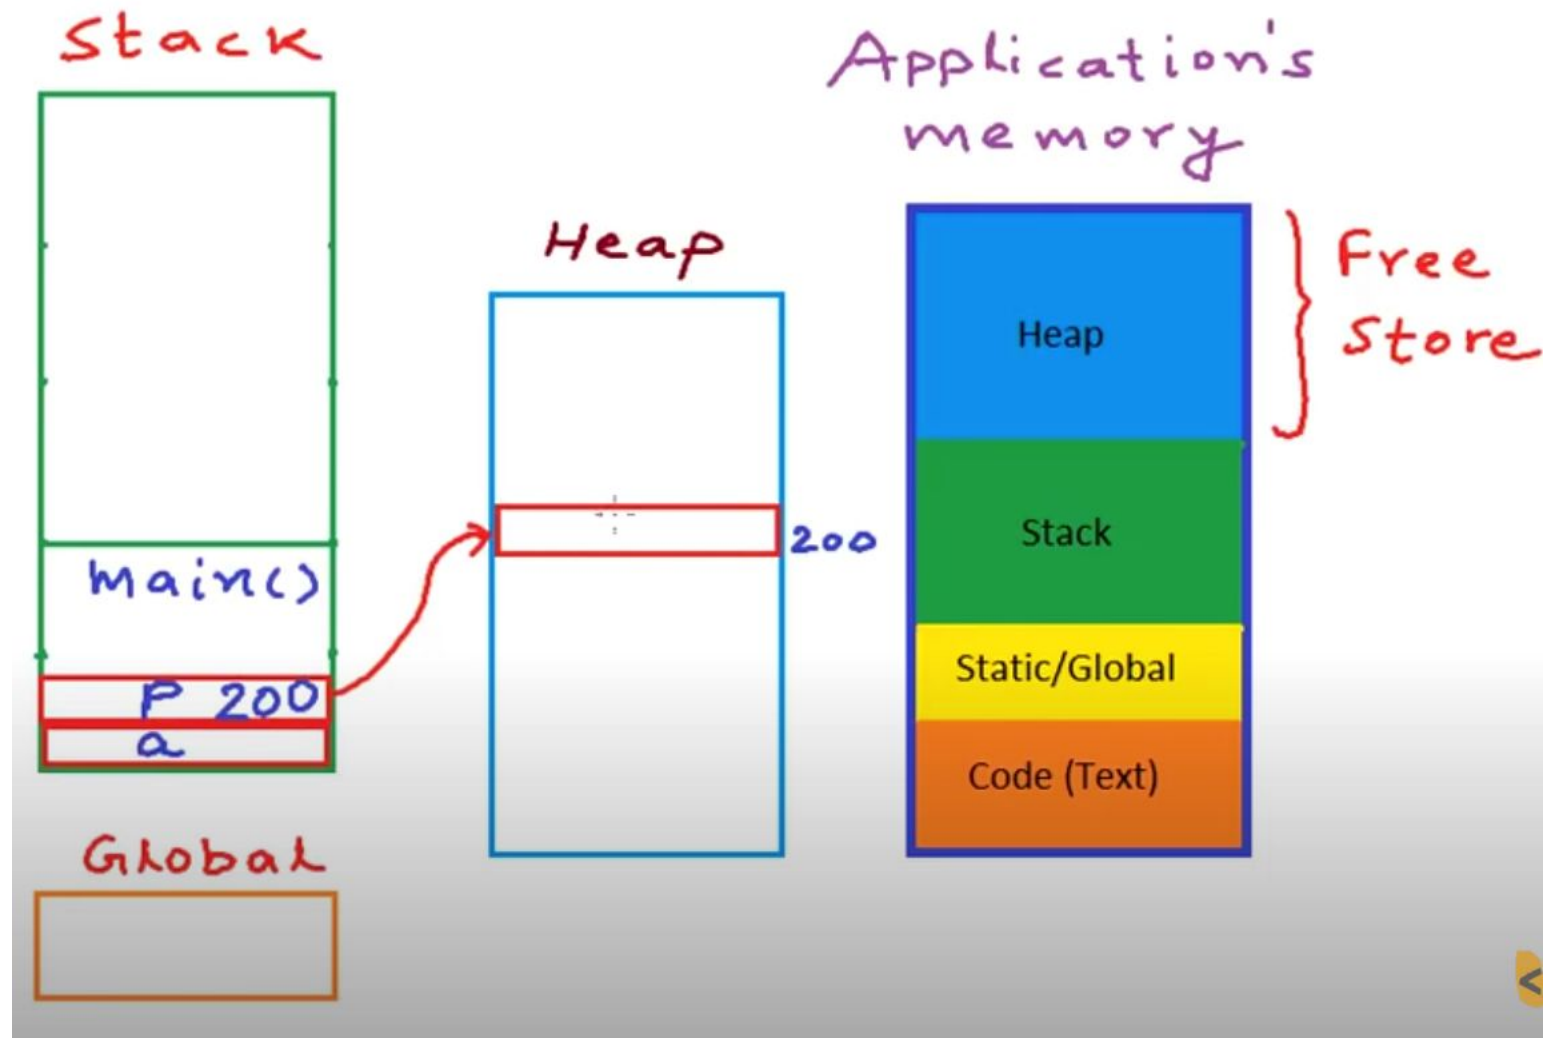 Stack
main()
P 200
a
Global
Heap
200
Application's
memory
Heap
Stack
Static/Global
Code (Text)
Free
Store
<